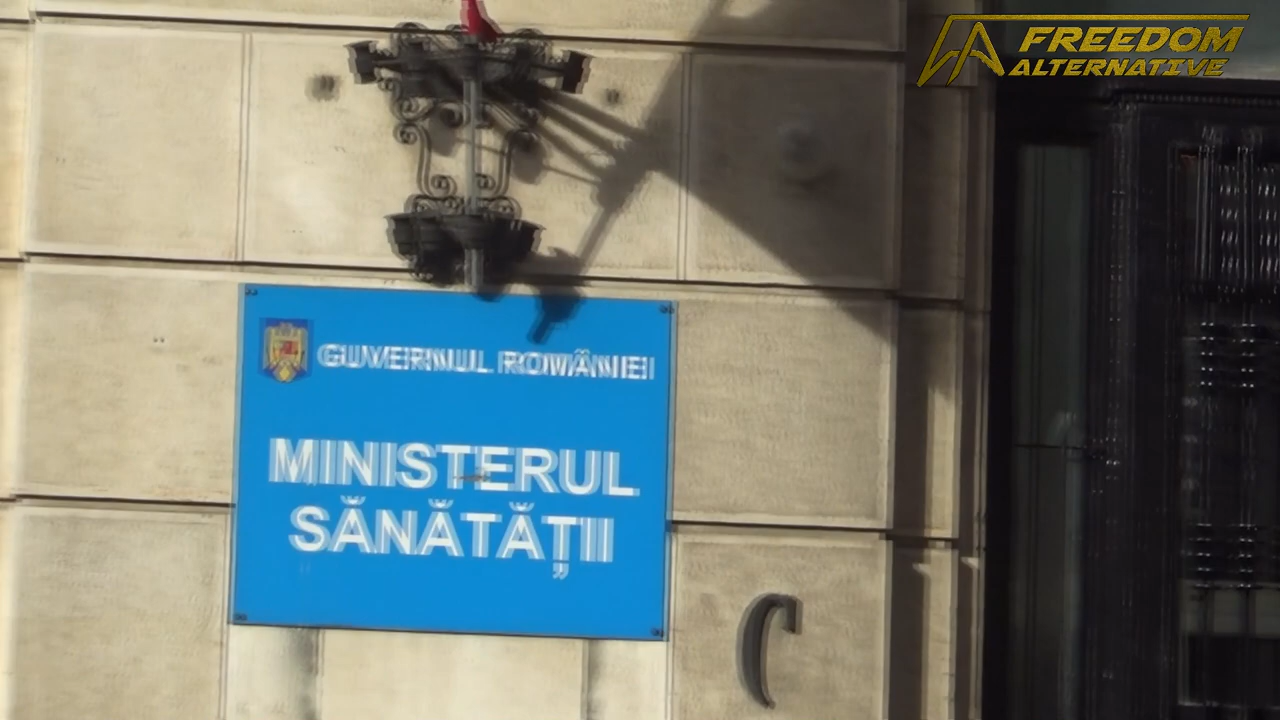 FREEDOM
ALTERNATIVE
GUVERNUL ROMÂNIEI
MINISTERUL
SĂNĂTĂȚII